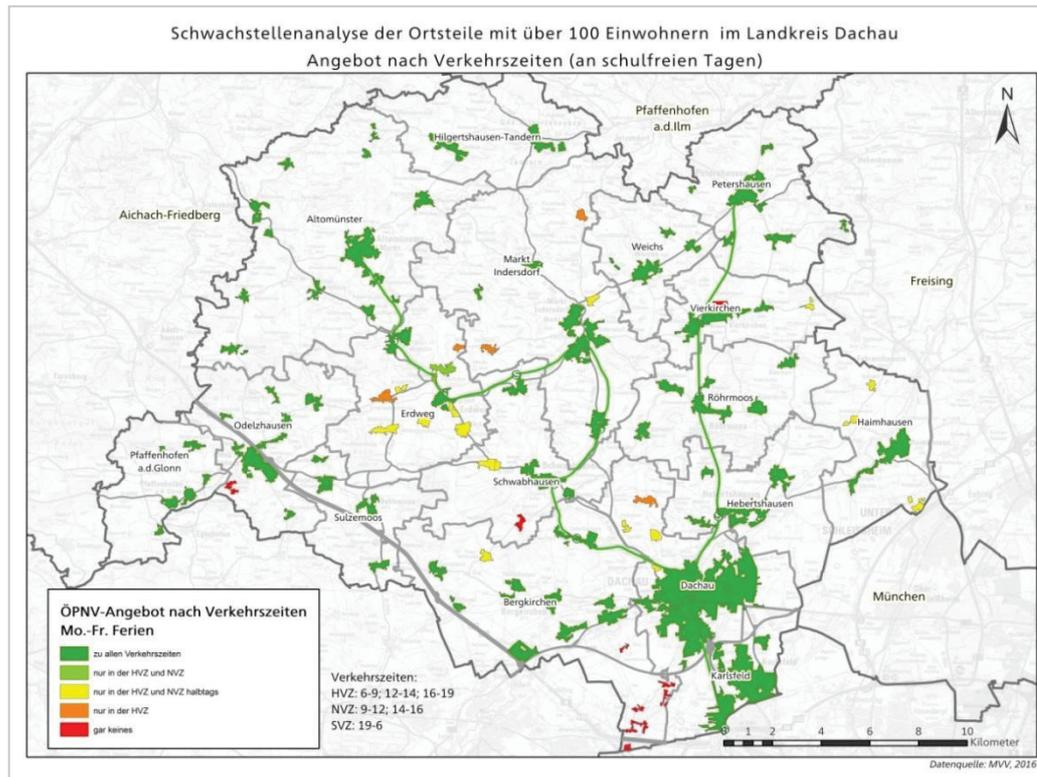 Schwachstellenanalyse der Ortsteile mit über 100 Einwohnern im Landkreis Dachau
Angebot nach Verkehrszeiten (an schulfreien Tagen)
N
Pfaffenhofen
a.d.Ilm
Hilgertshausen-Tandern
Petershausen
Aichach-Friedberg
Altomünster
Weichs
Markt
Indersdorf
Freising
Vierkirchen
Röhrmoos
Erdweg
Haimhausen
Odelzhausen
Pfaffenhofen
a.d.Glonn
Schwabhausen
Hebertshausen
Sulzemoos
UNTER
SCHLEISSHEIM
DACHAU
Dachau
München
Bergkirchen
Karlsfeld
ÖPNV-Angebot nach Verkehrszeiten
Mo.-Fr. Ferien
zu allen Verkehrszeiten
nur in der HVZ und NVZ
nur in der HVZ und NVZ halbtags
nur in der HVZ
gar keines
Verkehrszeiten:
HVZ: 6-9; 12-14; 16-19
NVZ: 9-12; 14-16
SVZ: 19-6
0 1 2 4 6 8 10
Kilometer
Datenquelle: MVV, 2016